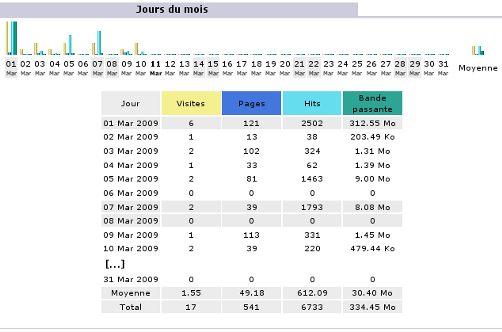 Jours du mois
01 02 03 04 05 06 07 08 09 10 11 12 13 14 15 16 17 18 19 20 21 22 23 24 25 26 27 28 29 30 31
Mar Mar Mar Mar Mar Mar Mar Mar Mar Mar Mar Mar Mar Mar Mar Mar Mar Mar Mar Mar Mar Mar Mar Mar Mar Mar Mar Mar Mar Mar Mar
Moyenne
Jour Visites Pages Hits Bande passante
01 Mar 2009 6 121 2502 312.55 Mo
02 Mar 2009 1 13 38 203.49 Ko
03 Mar 2009 2 102 324 1.31 Mo
04 Mar 2009 1 33 62 1.39 Mo
05 Mar 2009 2 81 1463 9.00 Mo
06 Mar 2009 0 0 0 0
07 Mar 2009 2 39 1793 8.08 Mo
08 Mar 2009 0 0 0 0
09 Mar 2009 1 113 331 1.45 Mo
10 Mar 2009 2 39 220 479.44 Ko
[...]
31 Mar 2009 0 0 0 0
Moyenne 1.55 49.18 612.09 30.40 Mo
Total 17 541 6733 334.45 Mo